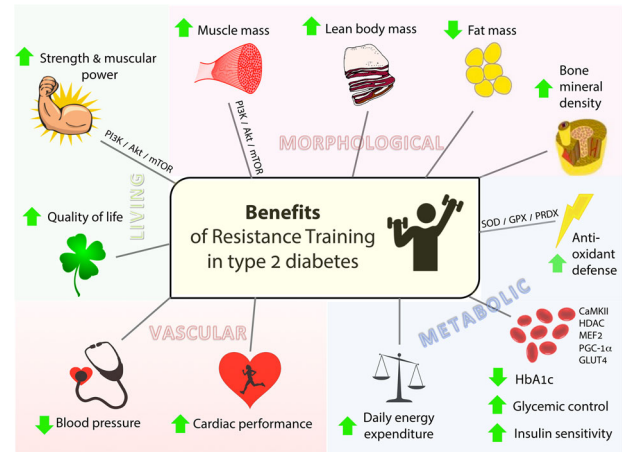 Strength & muscular
power
PI3K / Akt / mTOR
Quality of life
LIVING
Muscle mass
PI3K / Akt / mTOR
Lean body mass
Fat mass
Bone
mineral
density
MORPHOLOGICAL
Benefits
of Resistance Training
in type 2 diabetes
SOD / GPX / PRDX
Anti-
oxidant
defense
METABOLIC
CaMKII
HDAC
MEF2
PGC-1α
GLUT4
HbA1c
Glycemic control
Insulin sensitivity
Daily energy
expenditure
VASCULAR
Blood pressure
Cardiac performance